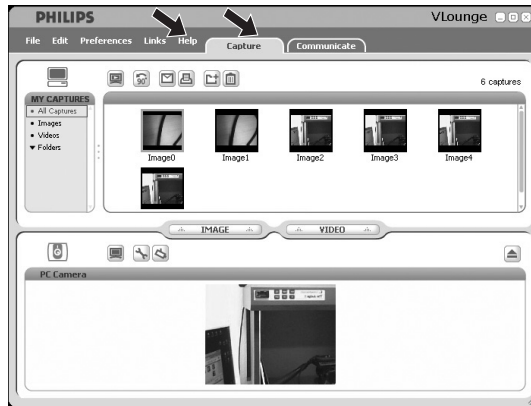 PHILIPS
VLounge
File Edit Preferences Links Help
Capture
Communicate
90°
6 captures
MY CAPTURES
All Captures
Images
Videos
Folders
Image0 Image1 Image2 Image3 Image4
IMAGE
VIDEO
PC Camera